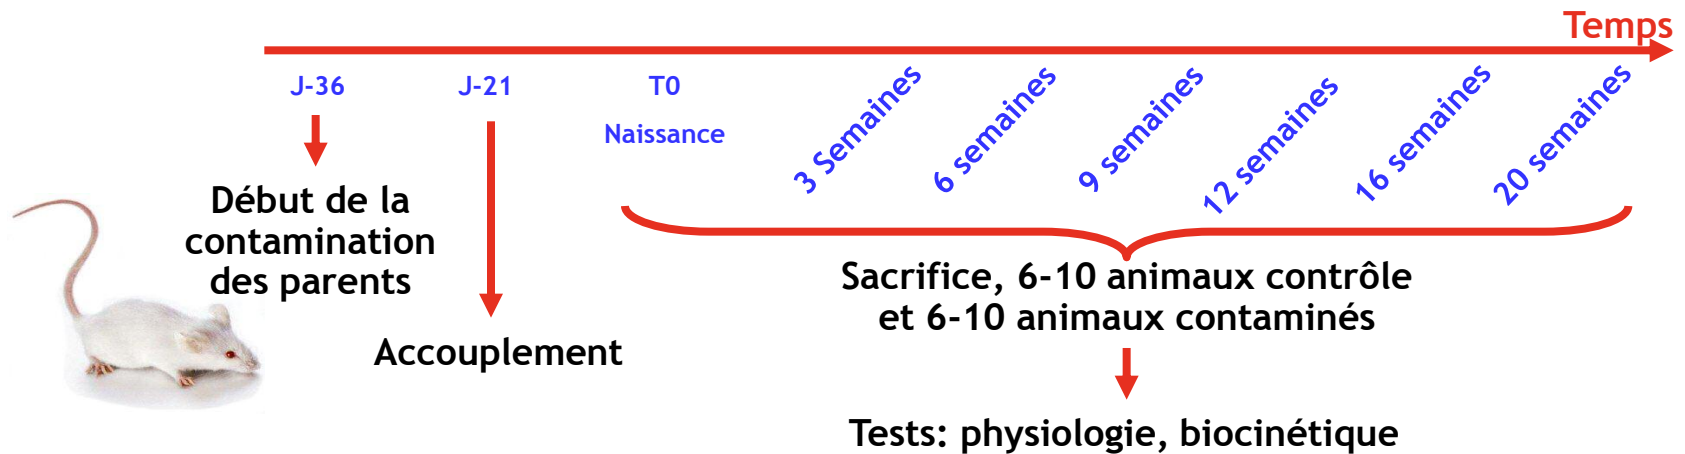 Temps
J-36
J-21
T0
Naissance
3 Semaines
6 semaines
9 semaines
12 semaines
16 semaines
20 semaines
Début de la
contamination
des parents
Accouplement
Sacrifice, 6-10 animaux contrôle
et 6-10 animaux contaminés
Tests: physiologie, biocinétique